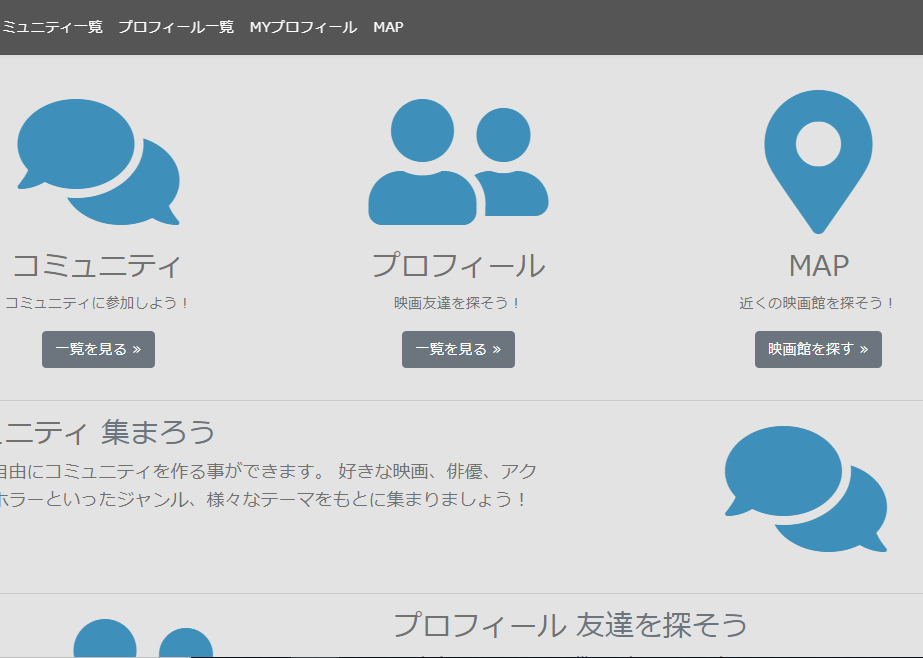 ミュニティ一覧 プロフィール一覧 MYプロフィール MAP
コミュニティ プロフィール MAP
コミュニティに参加しよう! 映画友達を探そう! 近くの映画館を探そう!
一覧を見る » 一覧を見る » 映画館を探す »
ニティ 集まろう
自由にコミュニティを作る事ができます。 好きな映画、俳優、アク
ホラーといったジャンル、様々なテーマをもとに集まりましょう!
プロフィール 友達を探そう